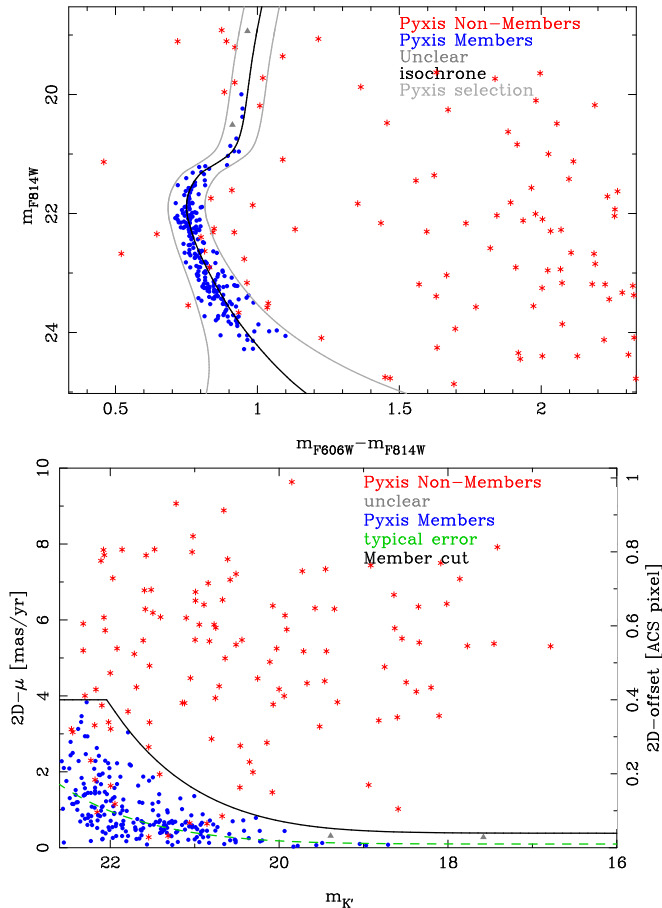 Pyxis Non-Members
Pyxis Members
Unclear
isochrone
Pyxis selection
20
22
24
m_F814W
0.5 1 1.5 2
m_F606W−m_F814W
10
8
6
4
2
0
2D-μ [mas/yr]
Pyxis Non-Members
unclear
Pyxis Members
typical error
Member cut
1
0.8
0.6
0.4
0.2
0
2D-offset [ACS pixel]
22 20 18 16
m_K′